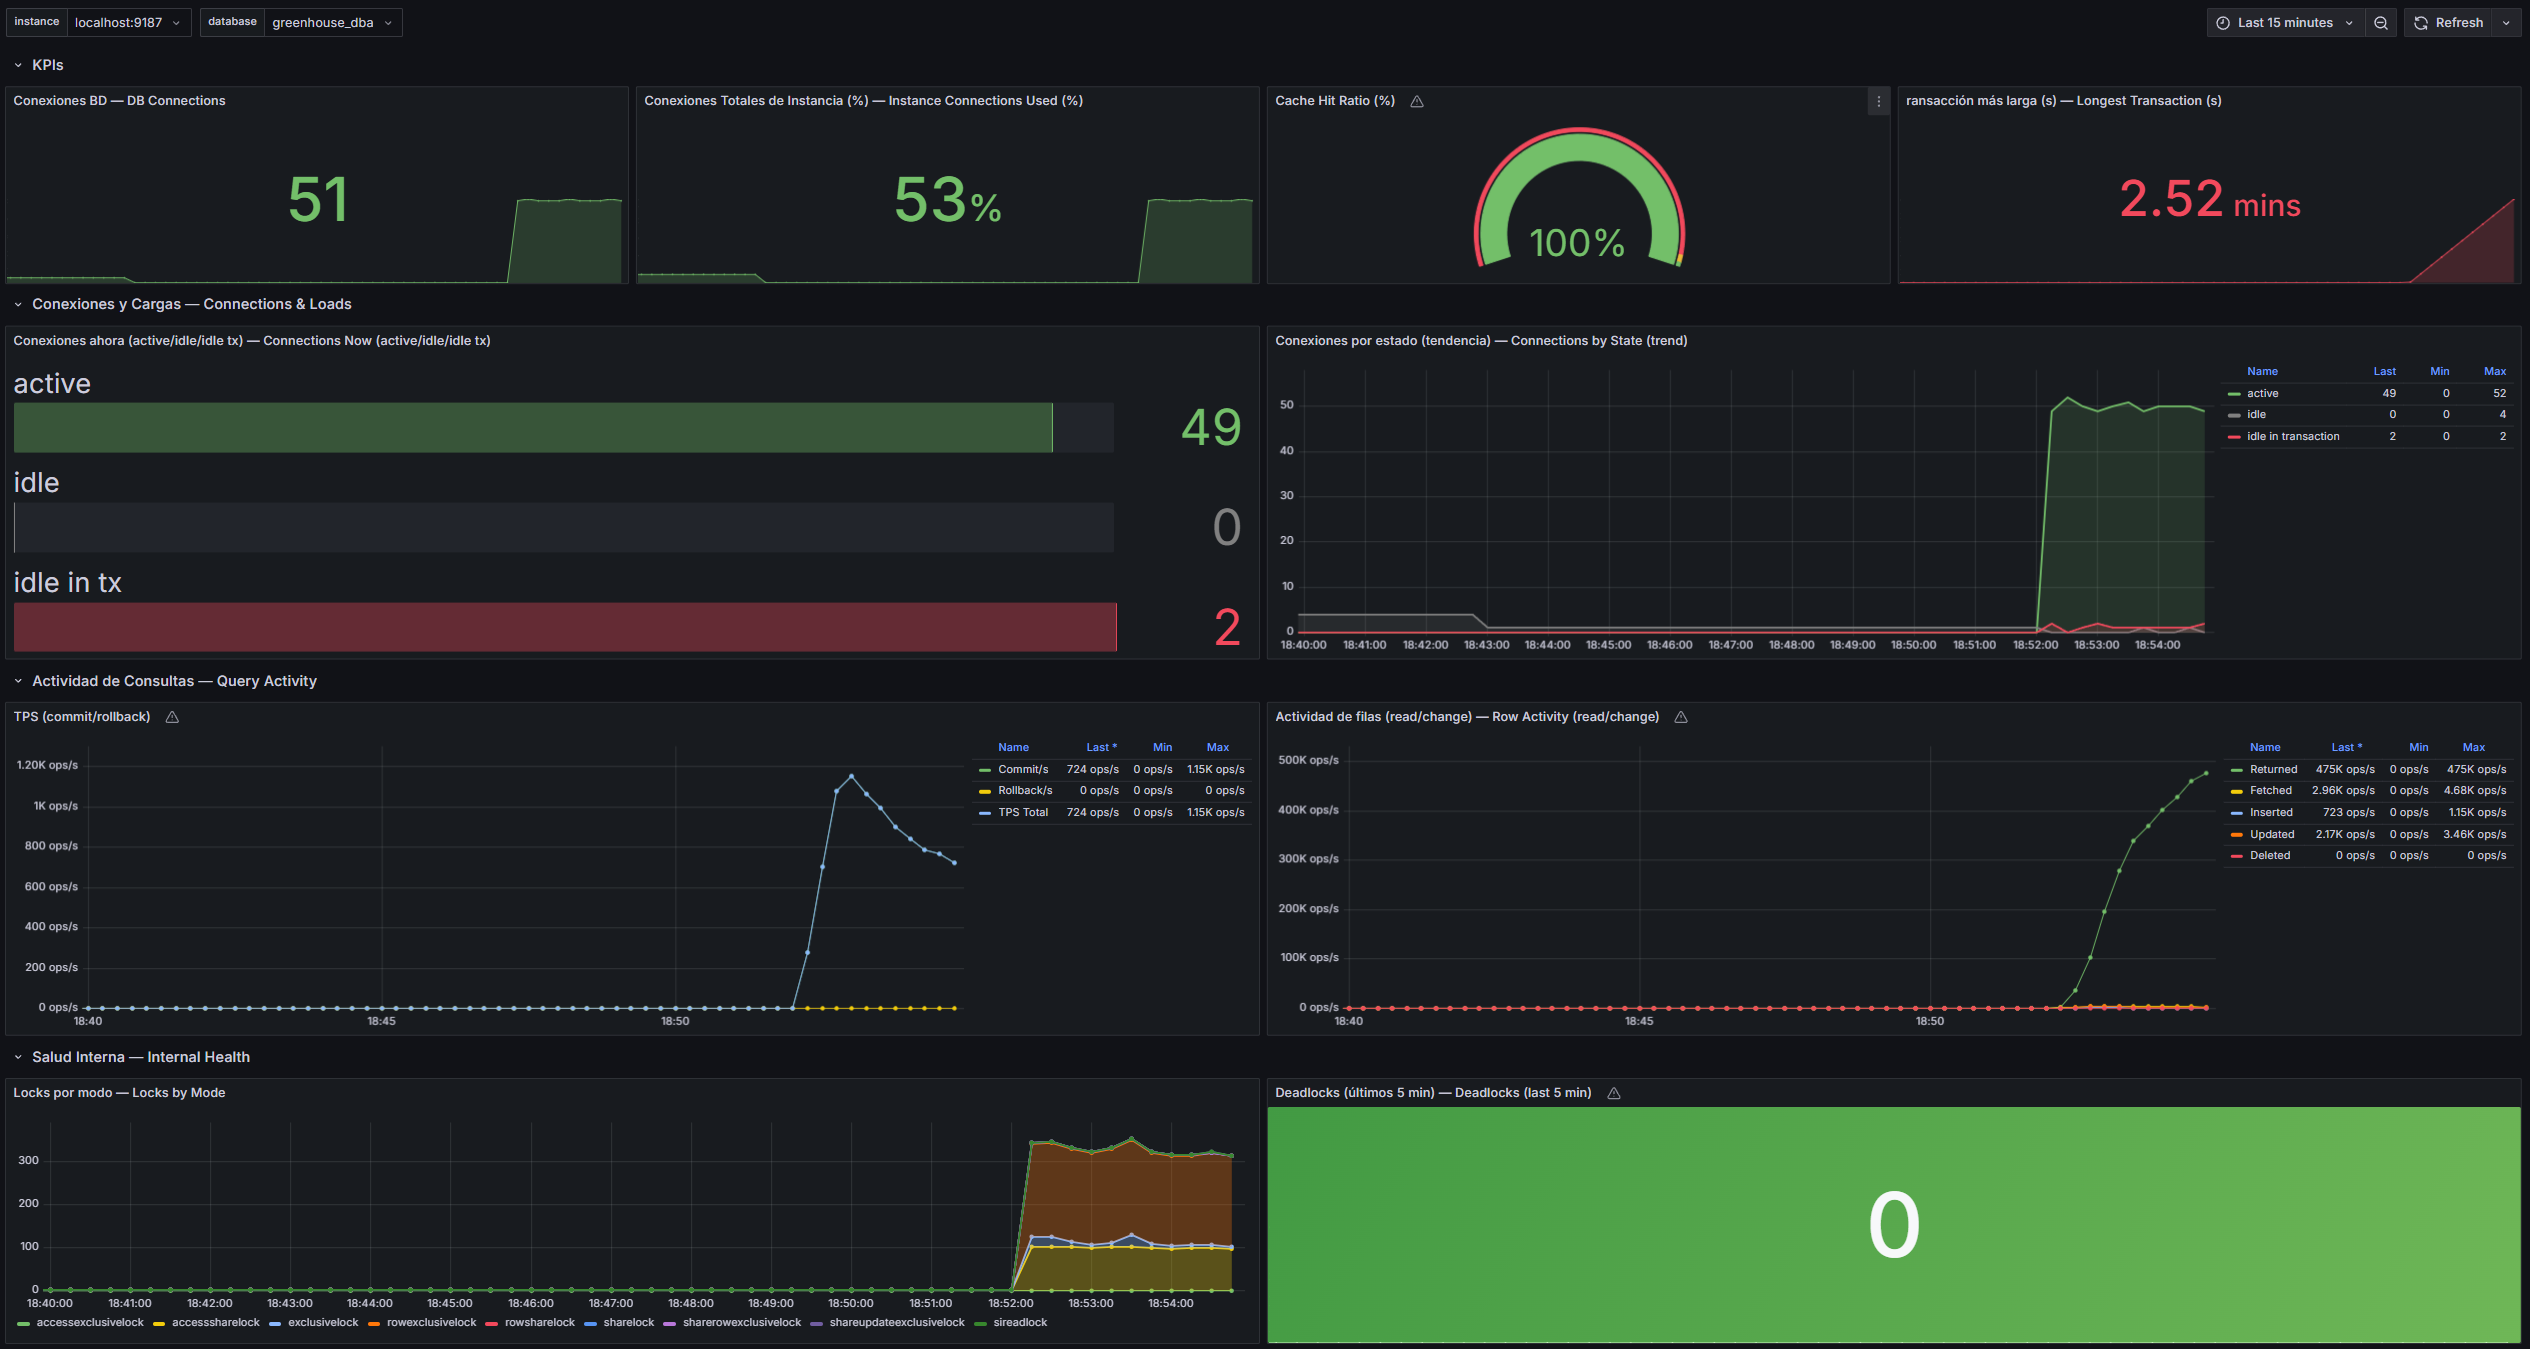 instance localhost:9187 database greenhouse_dba Last 15 minutes Refresh
KPIs
Conexiones BD — DB Connections
51
Conexiones Totales de Instancia (%) — Instance Connections Used (%)
53%
Cache Hit Ratio (%)
100%
ransacción más larga (s) — Longest Transaction (s)
2.52 mins
Conexiones y Cargas — Connections & Loads
Conexiones ahora (active/idle/idle tx) — Connections Now (active/idle/idle tx)
active
49
idle
0
idle in tx
2
Conexiones por estado (tendencia) — Connections by State (trend)
50
40
30
20
10
0
18:40:00 18:41:00 18:42:00 18:43:00 18:44:00 18:45:00 18:46:00 18:47:00 18:48:00 18:49:00 18:50:00 18:51:00 18:52:00 18:53:00 18:54:00
Name Last Min Max
active 49 0 52
idle 0 0 4
idle in transaction 2 0 2
Actividad de Consultas — Query Activity
TPS (commit/rollback)
1.20K ops/s
1K ops/s
800 ops/s
600 ops/s
400 ops/s
200 ops/s
0 ops/s
18:40 18:45 18:50
Name Last * Min Max
Commit/s 724 ops/s 0 ops/s 1.15K ops/s
Rollback/s 0 ops/s 0 ops/s 0 ops/s
TPS Total 724 ops/s 0 ops/s 1.15K ops/s
Actividad de filas (read/change) — Row Activity (read/change)
500K ops/s
400K ops/s
300K ops/s
200K ops/s
100K ops/s
0 ops/s
18:40 18:45 18:50
Name Last * Min Max
Returned 475K ops/s 0 ops/s 475K ops/s
Fetched 2.96K ops/s 0 ops/s 4.68K ops/s
Inserted 723 ops/s 0 ops/s 1.15K ops/s
Updated 2.17K ops/s 0 ops/s 3.46K ops/s
Deleted 0 ops/s 0 ops/s 0 ops/s
Salud Interna — Internal Health
Locks por modo — Locks by Mode
300
200
100
0
18:40:00 18:41:00 18:42:00 18:43:00 18:44:00 18:45:00 18:46:00 18:47:00 18:48:00 18:49:00 18:50:00 18:51:00 18:52:00 18:53:00 18:54:00
accessexclusivelock accesssharelock exclusivelock rowexclusivelock rowsharelock sharelock sharerowexclusivelock shareupdateexclusivelock sireadlock
Deadlocks (últimos 5 min) — Deadlocks (last 5 min)
0